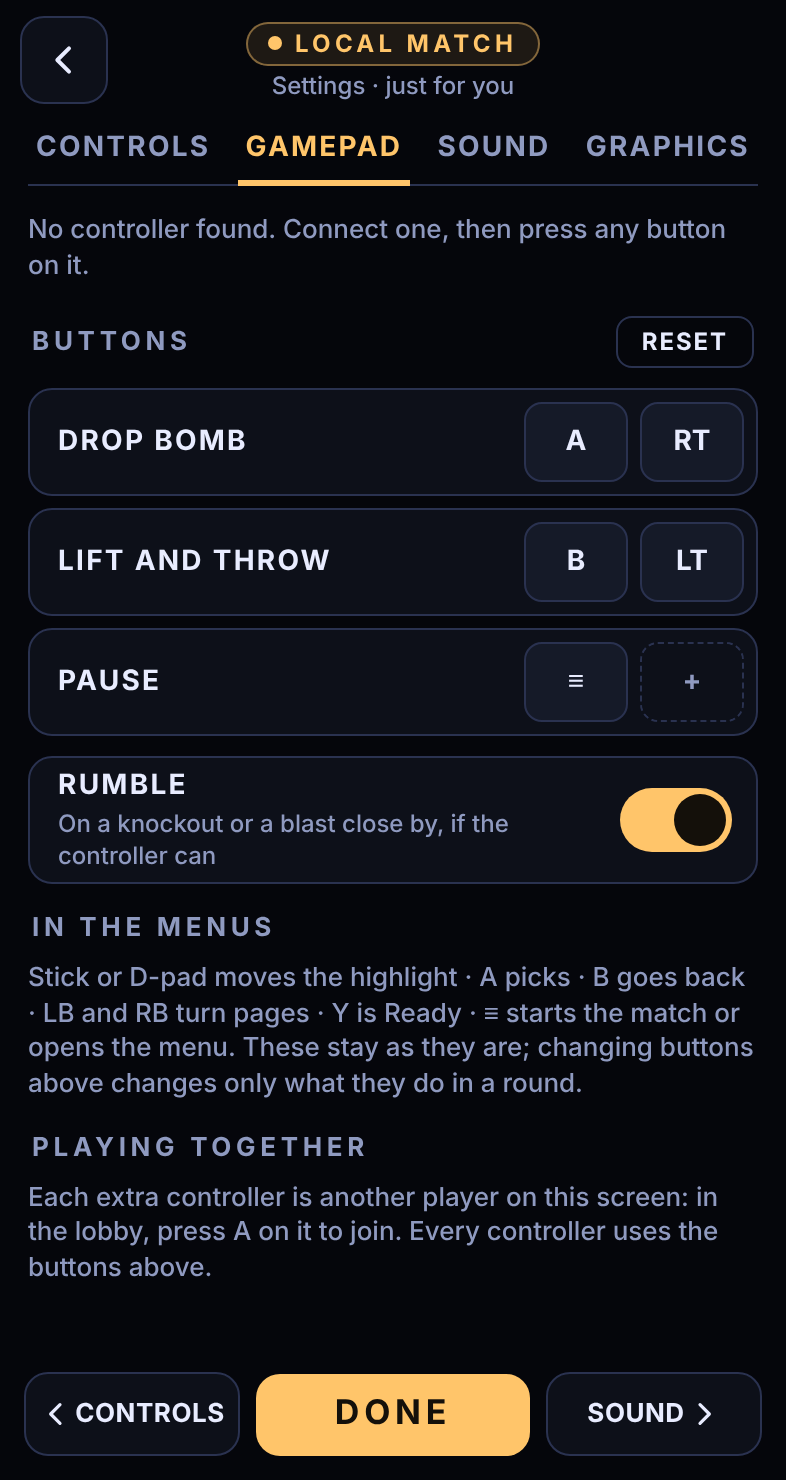 LOCAL MATCH
Settings · just for you
CONTROLS GAMEPAD SOUND GRAPHICS
No controller found. Connect one, then press any button
on it.
BUTTONS RESET
DROP BOMB A RT
LIFT AND THROW B LT
PAUSE ≡ +
RUMBLE
On a knockout or a blast close by, if the
controller can
IN THE MENUS
Stick or D-pad moves the highlight · A picks · B goes back
· LB and RB turn pages · Y is Ready · ≡ starts the match or
opens the menu. These stay as they are; changing buttons
above changes only what they do in a round.
PLAYING TOGETHER
Each extra controller is another player on this screen: in
the lobby, press A on it to join. Every controller uses the
buttons above.
CONTROLS DONE SOUND